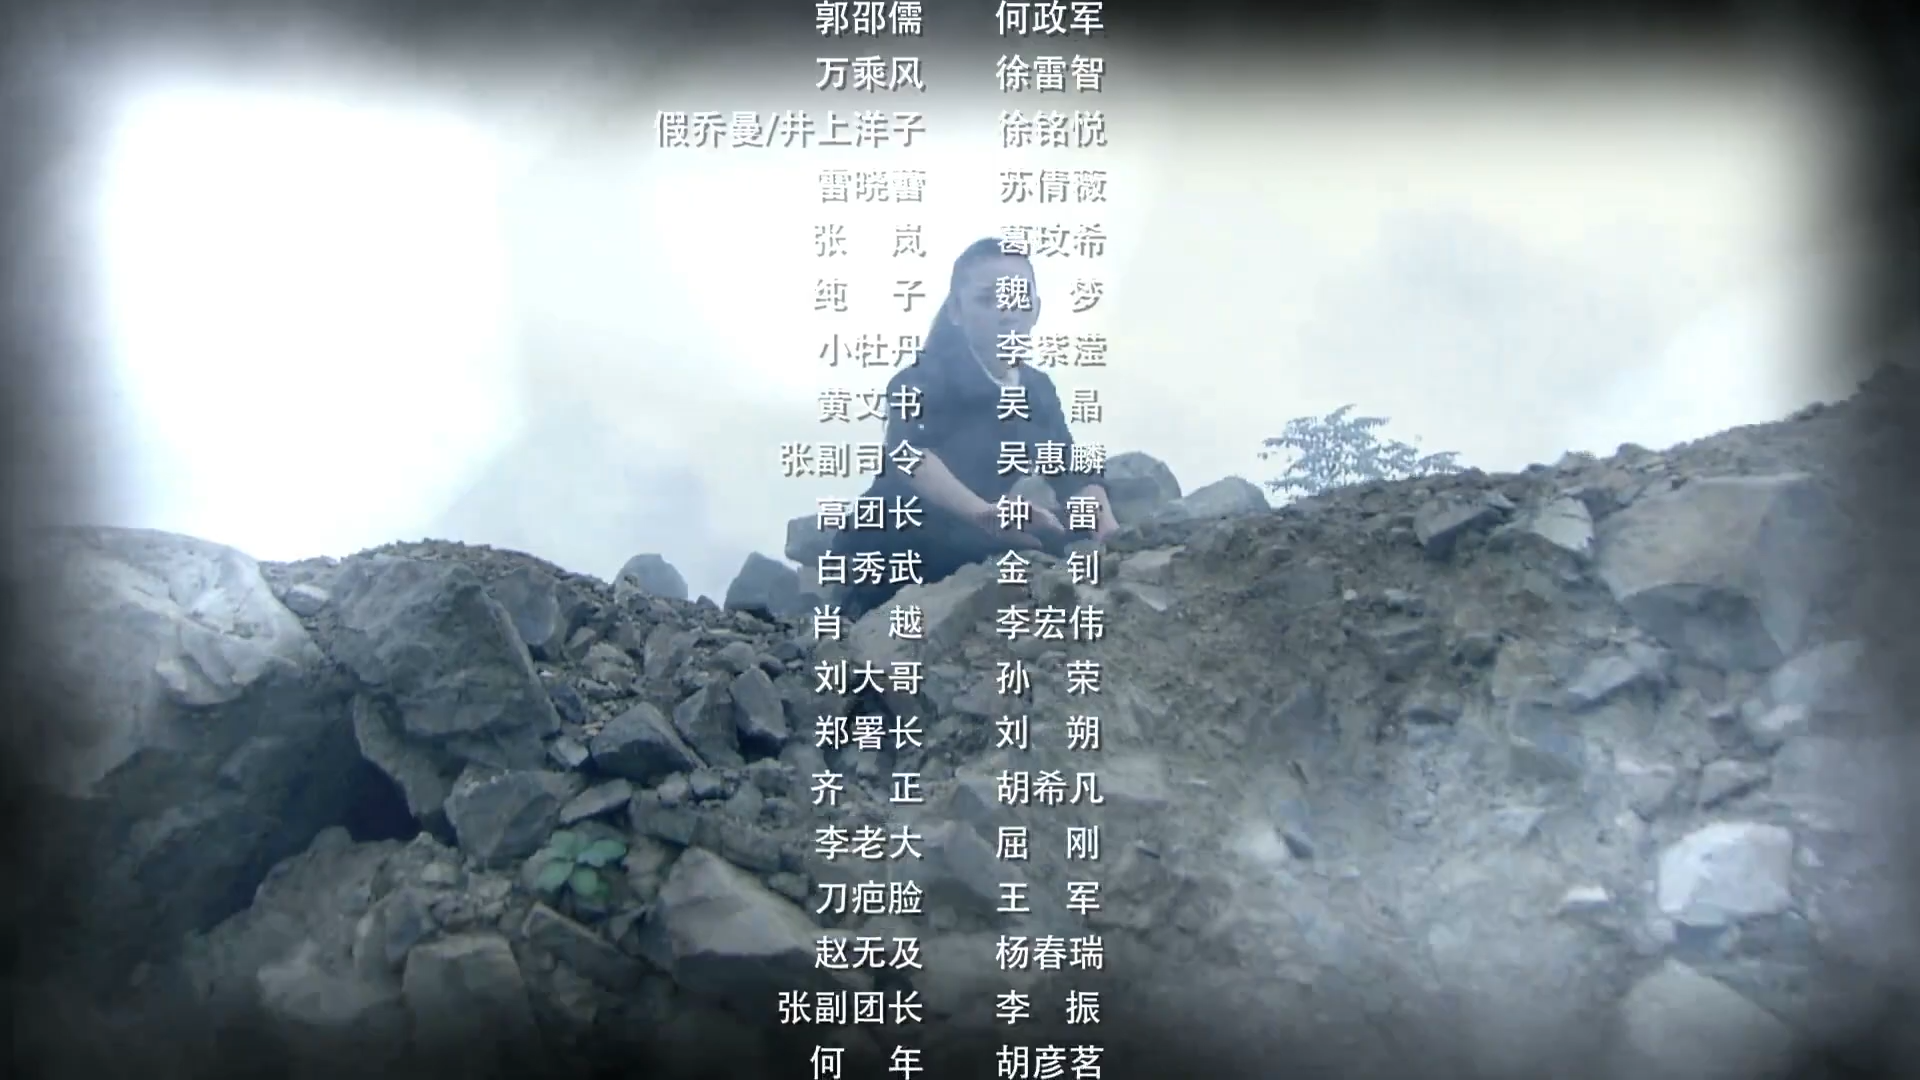 郭邵儒 何政军
万乘风 徐雷智
假乔曼/井上洋子 徐铭悦
雷晓蕾 苏倩薇
张 岚 葛玟希
纯 子 魏 梦
小牡丹 李紫滢
黄文书 吴 晶
张副司令 吴惠麟
高团长 钟 雷
白秀武 金 钊
肖 越 李宏伟
刘大哥 孙 荣
郑署长 刘 朔
齐 正 胡希凡
李老大 屈 刚
刀疤脸 王 军
赵无及 杨春瑞
张副团长 李 振
何 年 胡彦茗